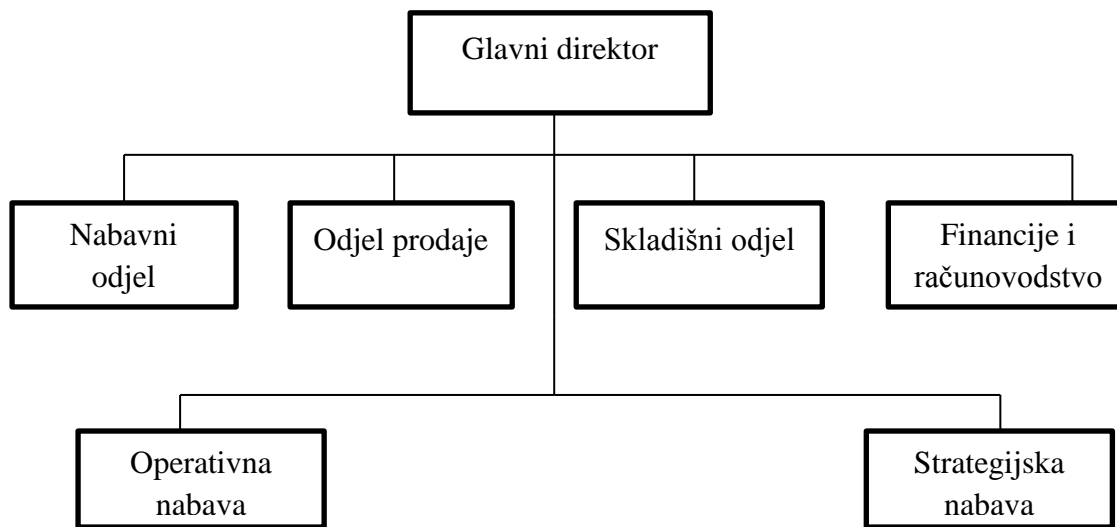 Glavni direktor
Nabavni
odjel
Odjel prodaje
Skladišni odjel
Financije i
računovodstvo
Operativna
nabava
Strategijska
nabava